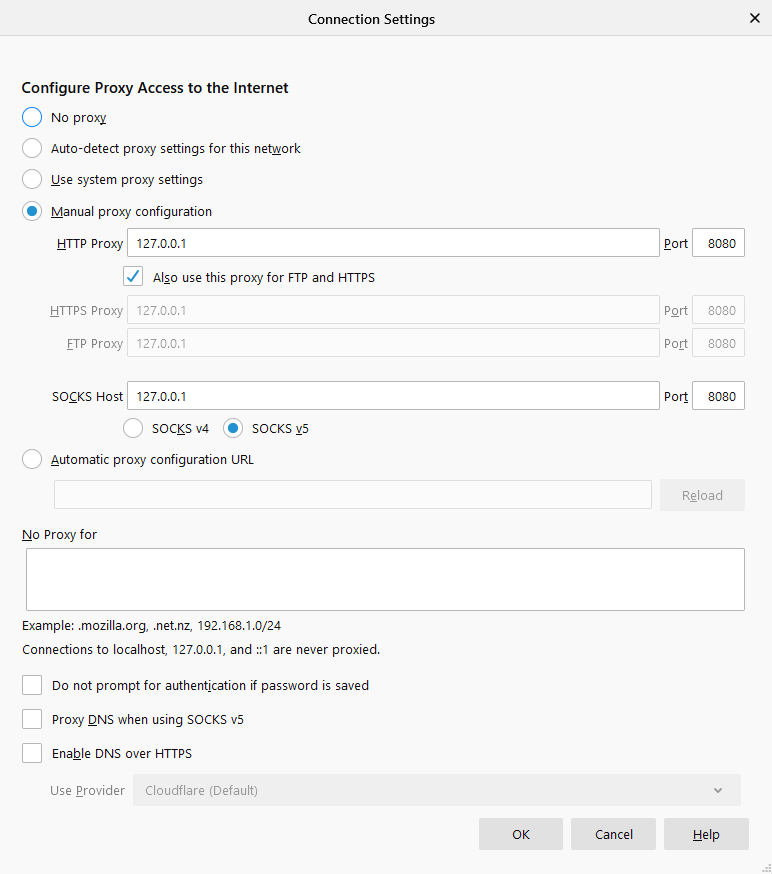 Connection Settings
Configure Proxy Access to the Internet
No proxy
Auto-detect proxy settings for this network
Use system proxy settings
Manual proxy configuration
HTTP Proxy 127.0.0.1 Port 8080
Also use this proxy for FTP and HTTPS
HTTPS Proxy 127.0.0.1 Port 8080
FTP Proxy 127.0.0.1 Port 8080
SOCKS Host 127.0.0.1 Port 8080
SOCKS v4 SOCKS v5
Automatic proxy configuration URL
Reload
No Proxy for
Example: .mozilla.org, .net.nz, 192.168.1.0/24
Connections to localhost, 127.0.0.1, and ::1 are never proxied.
Do not prompt for authentication if password is saved
Proxy DNS when using SOCKS v5
Enable DNS over HTTPS
Use Provider Cloudflare (Default)
OK Cancel Help